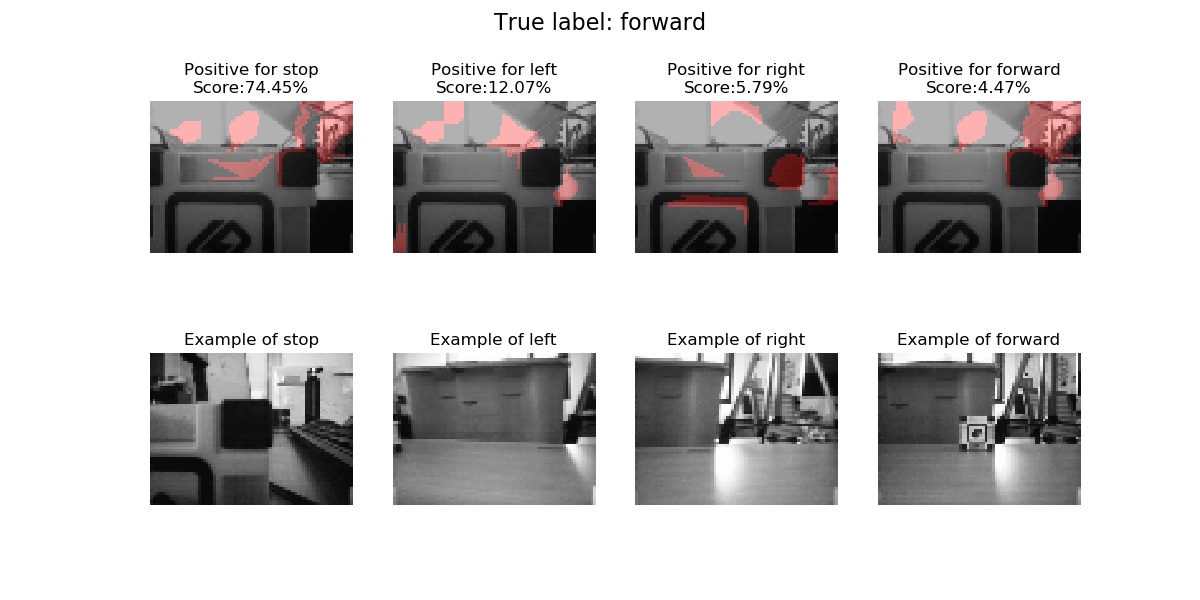 True label: forward
Positive for stop
Score:74.45%
Positive for left
Score:12.07%
Positive for right
Score:5.79%
Positive for forward
Score:4.47%
Example of stop
Example of left
Example of right
Example of forward